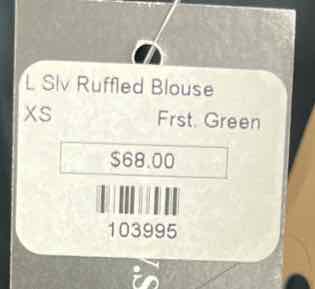 L Slv Ruffled Blouse
XS Frst. Green
$68.00
103995